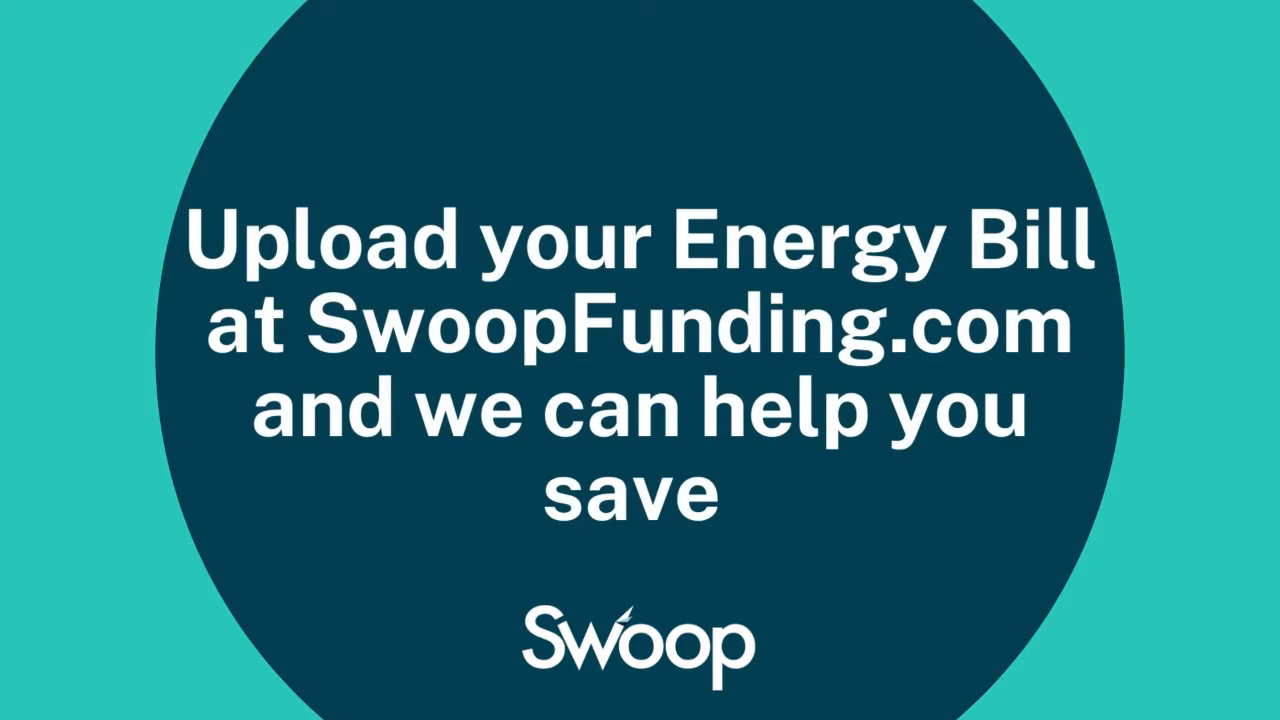 Upload your Energy Bill
at SwoopFunding.com
and we can help you
save
Swoop